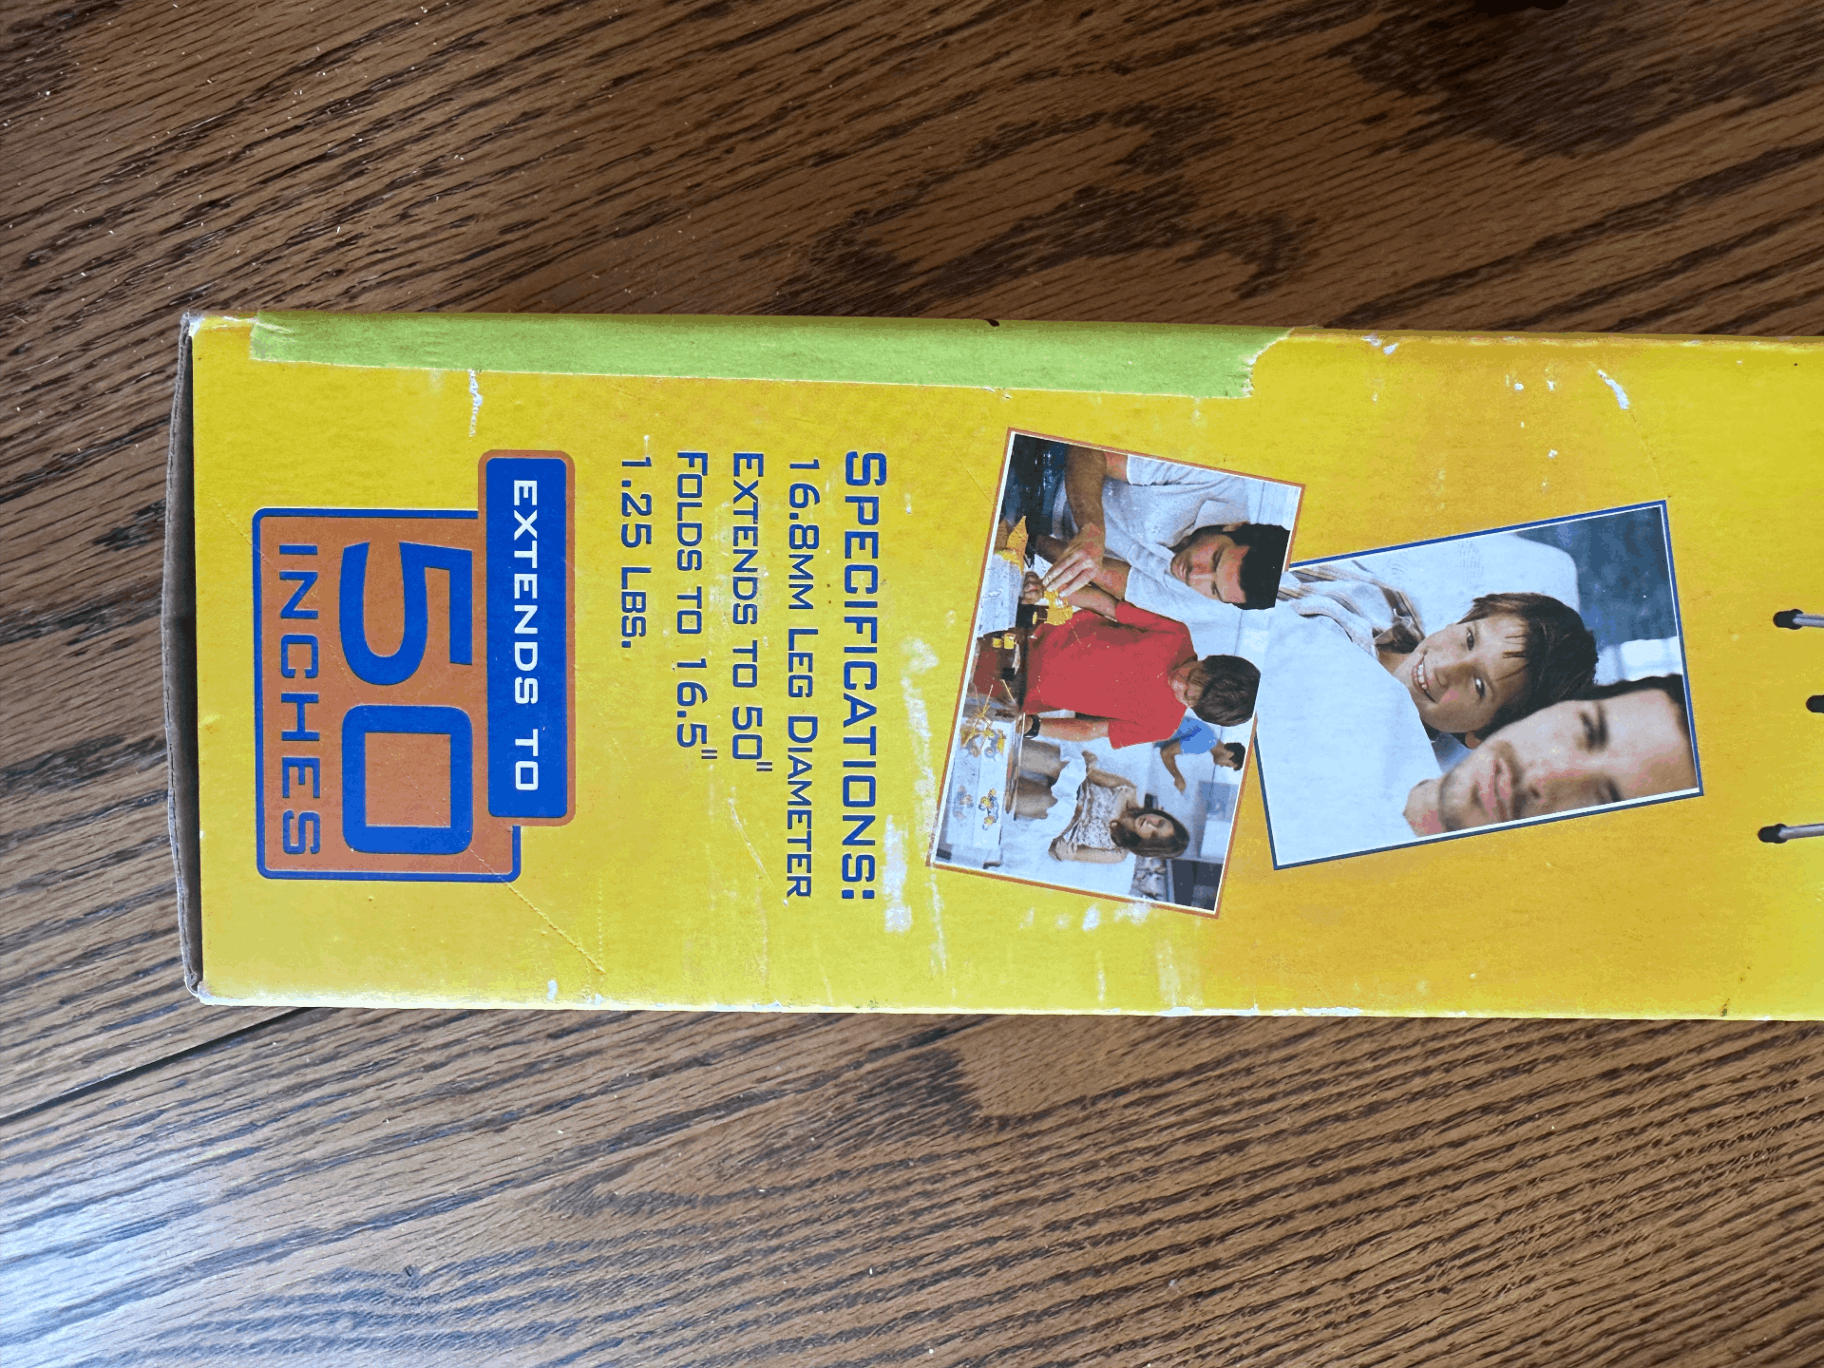 Specifications:
16.8mm Leg Diameter
Extends to 50"
Folds to 16.5"
1.25 Lbs.
EXTENDS TO
50
INCHES